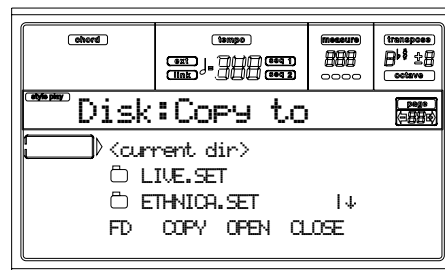 chord
tempo
measure
transpose
ext
link
seq 1
seq 2
octave
style play
Disk:Copy to
page
<current dir>
LIVE.SET
ETHNICA.SET
FD COPY OPEN CLOSE